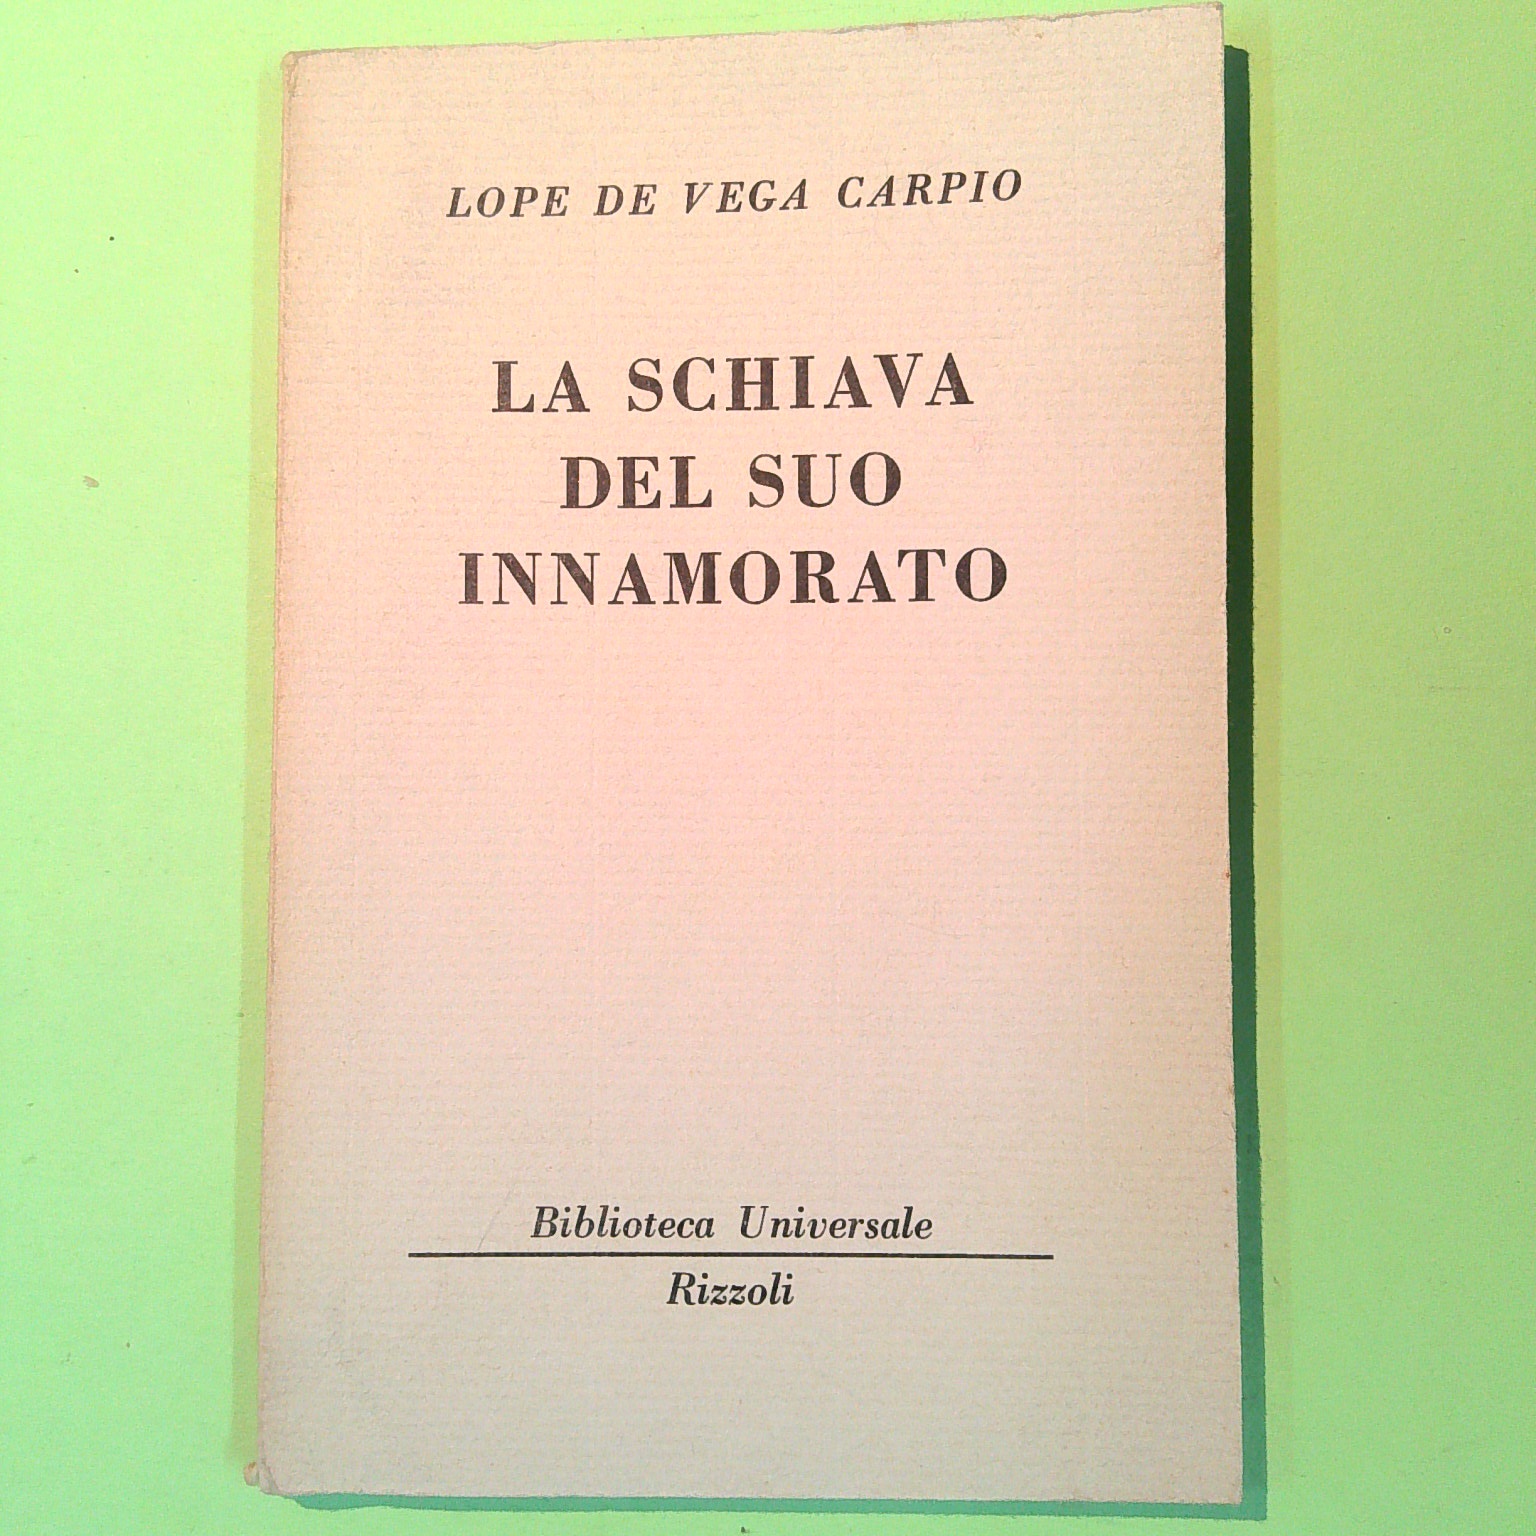 LOPE DE VEGA CARPIO
LA SCHIAVA
DEL SUO
INNAMORATO
Biblioteca Universale
Rizzoli